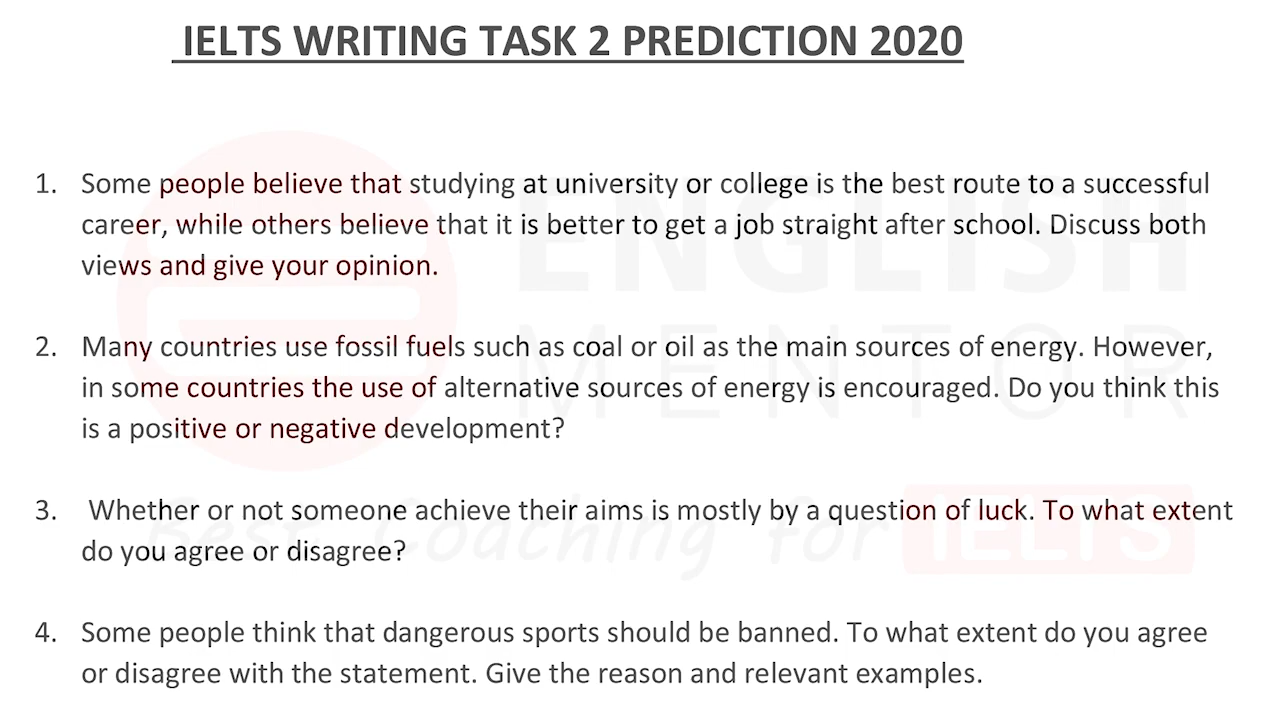 IELTS WRITING TASK 2 PREDICTION 2020
1. Some people believe that studying at university or college is the best route to a successful
career, while others believe that it is better to get a job straight after school. Discuss both
views and give your opinion.
2. Many countries use fossil fuels such as coal or oil as the main sources of energy. However,
in some countries the use of alternative sources of energy is encouraged. Do you think this
is a positive or negative development?
3. Whether or not someone achieve their aims is mostly by a question of luck. To what extent
do you agree or disagree?
4. Some people think that dangerous sports should be banned. To what extent do you agree
or disagree with the statement. Give the reason and relevant examples.
ENGLISH
MENTOR
Best Coaching for IELTS